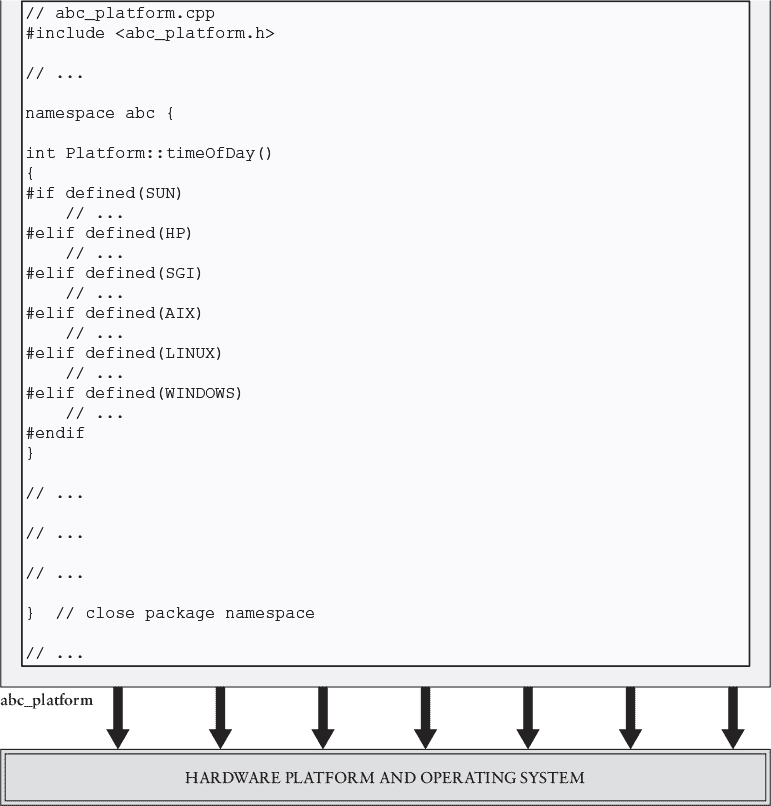 // abc_platform.cpp
#include <abc_platform.h>

// ...

namespace abc {

int Platform::timeOfDay()
{
#if defined(SUN)
    // ...
#elif defined(HP)
    // ...
#elif defined(SGI)
    // ...
#elif defined(AIX)
    // ...
#elif defined(LINUX)
    // ...
#elif defined(WINDOWS)
    // ...
#endif
}

// ...

// ...

// ...

}  // close package namespace

// ...
abc_platform
HARDWARE PLATFORM AND OPERATING SYSTEM